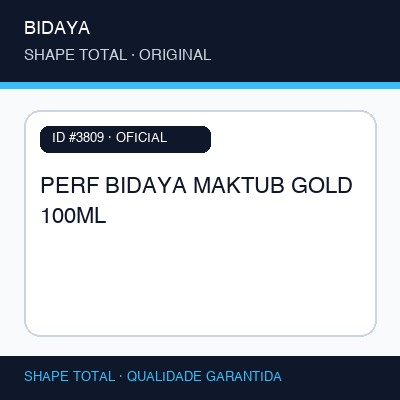 BIDAYA
SHAPE TOTAL · ORIGINAL
ID #3809 · OFICIAL
PERF BIDAYA MAKTUB GOLD
100ML
SHAPE TOTAL · QUALIDADE GARANTIDA